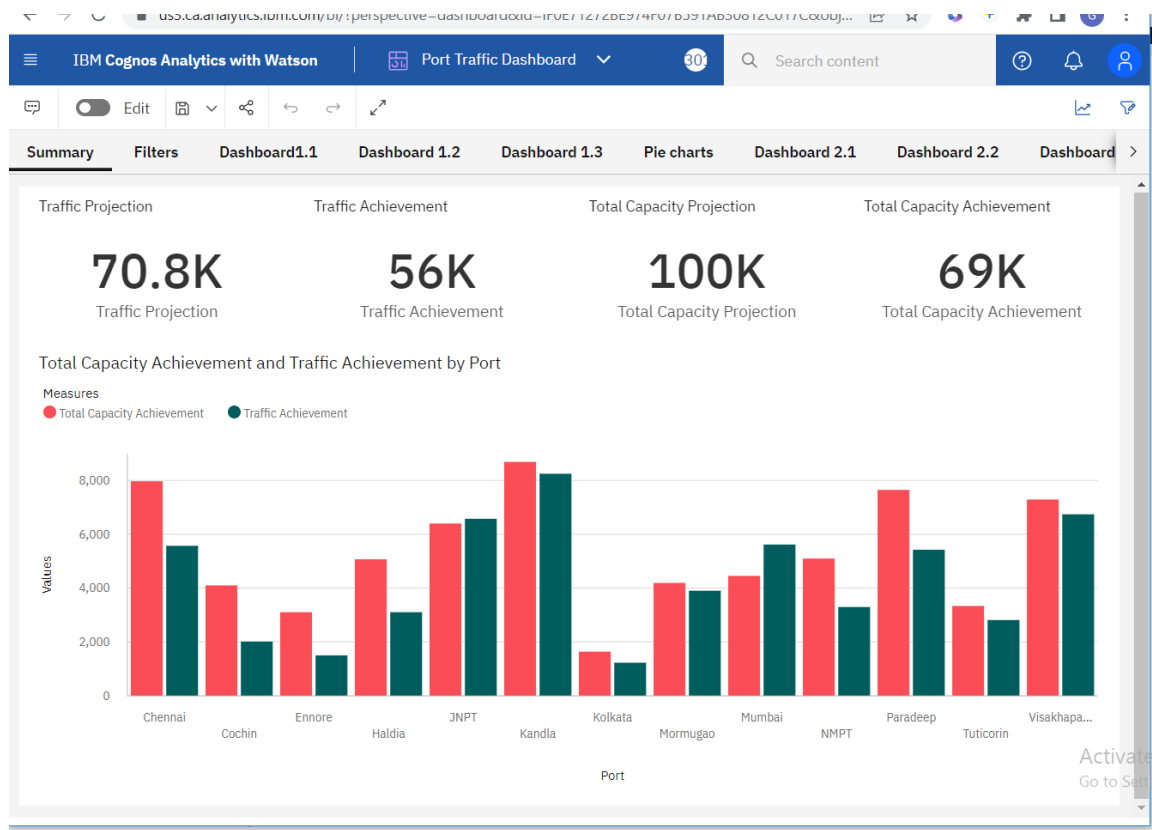 IBM Cognos Analytics with Watson
Port Traffic Dashboard
301
Search content
Edit
Summary Filters Dashboard1.1 Dashboard 1.2 Dashboard 1.3 Pie charts Dashboard 2.1 Dashboard 2.2 Dashboard
Traffic Projection Traffic Achievement Total Capacity Projection Total Capacity Achievement
70.8K 56K 100K 69K
Traffic Projection Traffic Achievement Total Capacity Projection Total Capacity Achievement
Total Capacity Achievement and Traffic Achievement by Port
Measures
Total Capacity Achievement Traffic Achievement
8,000
6,000
4,000
2,000
0
Values
Chennai Ennore JNPT Kolkata Mumbai Paradeep Visakhapa...
Cochin Haldia Kandla Mormugao NMPT Tuticorin
Port
Activate
Go to Sett